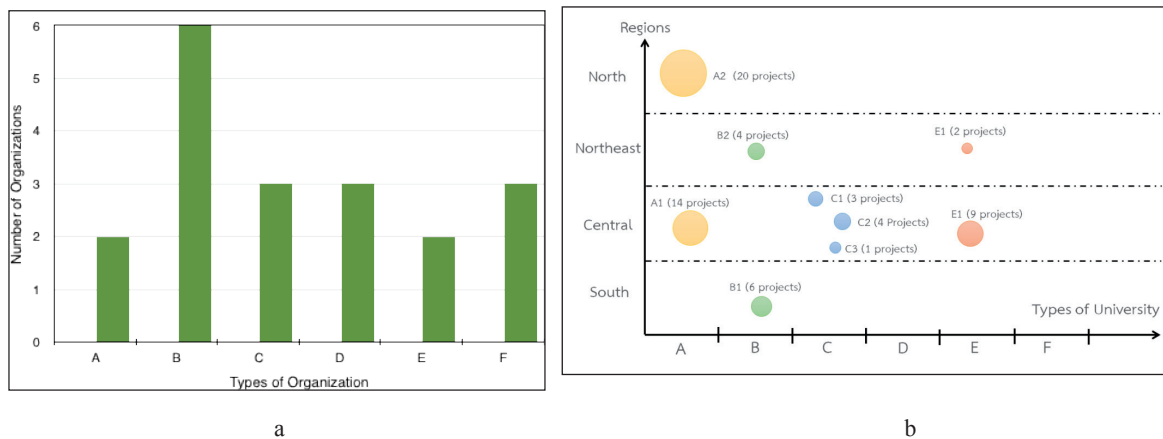 6
5
4
3
2
1
0
Number of Organizations
A B C D E F
Types of Organization
a
Regions
North
A2 (20 projects)
Northeast
B2 (4 projects)
E1 (2 projects)
Central
A1 (14 projects)
C1 (3 projects)
C2 (4 Projects)
C3 (1 projects)
E1 (9 projects)
South
B1 (6 projects)
Types of University
A B C D E F
b